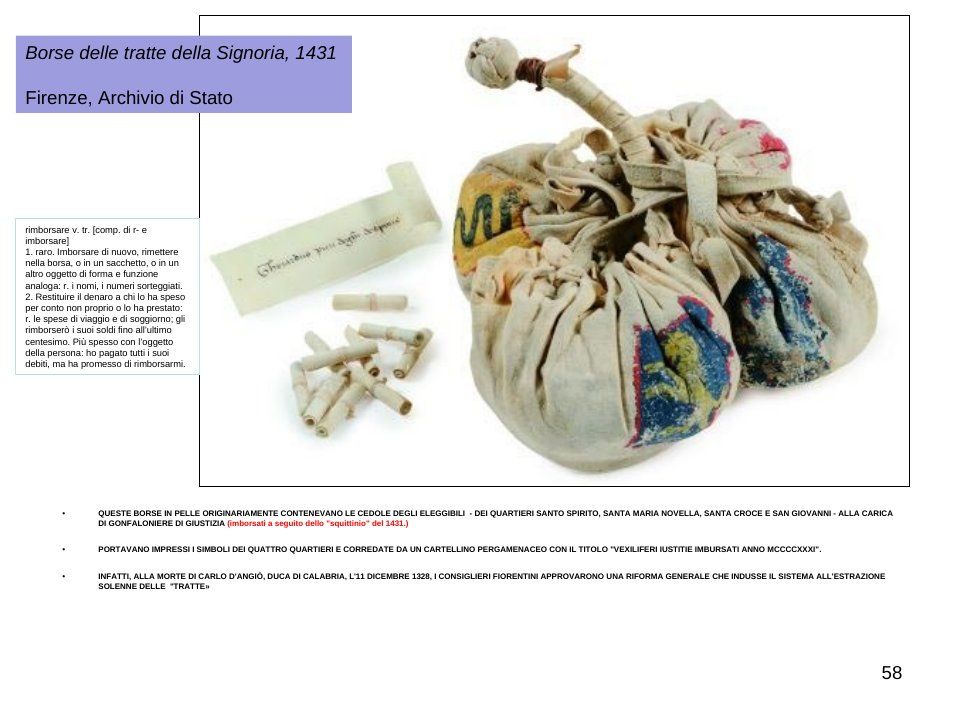 Borse delle tratte della Signoria, 1431
Firenze, Archivio di Stato
rimborsare v. tr. [comp. di r- e
imborsare]
1. raro. Imborsare di nuovo, rimettere
nella borsa, o in un sacchetto, o in un
altro oggetto di forma e funzione
analoga: r. i nomi, i numeri sorteggiati.
2. Restituire il denaro a chi lo ha speso
per conto non proprio o lo ha prestato:
r. le spese di viaggio e di soggiorno; gli
rimborserò i suoi soldi fino all'ultimo
centesimo. Più spesso con l'oggetto
della persona: ho pagato tutti i suoi
debiti, ma ha promesso di rimborsarmi.
• QUESTE BORSE IN PELLE ORIGINARIAMENTE CONTENEVANO LE CEDOLE DEGLI ELEGGIBILI - DEI QUARTIERI SANTO SPIRITO, SANTA MARIA NOVELLA, SANTA CROCE E SAN GIOVANNI - ALLA CARICA
DI GONFALONIERE DI GIUSTIZIA (imborsati a seguito dello "squittinio" del 1431.)
• PORTAVANO IMPRESSI I SIMBOLI DEI QUATTRO QUARTIERI E CORREDATE DA UN CARTELLINO PERGAMENACEO CON IL TITOLO "VEXILIFERI IUSTITIE IMBURSATI ANNO MCCCCXXXI".
• INFATTI, ALLA MORTE DI CARLO D'ANGIÒ, DUCA DI CALABRIA, L'11 DICEMBRE 1328, I CONSIGLIERI FIORENTINI APPROVARONO UNA RIFORMA GENERALE CHE INDUSSE IL SISTEMA ALL'ESTRAZIONE
SOLENNE DELLE "TRATTE»
58